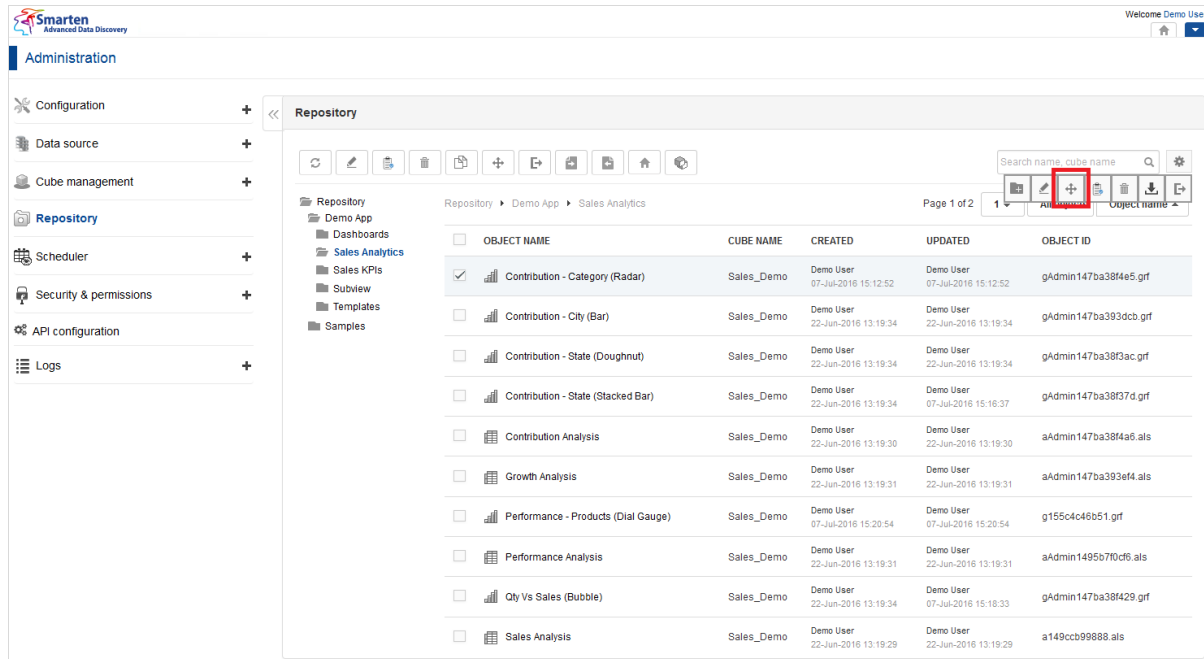 Smarten
Advanced Data Discovery
Welcome Demo Use
Administration
Configuration
Data source
Cube management
Repository
Scheduler
Security & permissions
API configuration
Logs
Repository
Search name, cube name
Repository
Demo App
Dashboards
Sales Analytics
Sales KPIs
Subview
Templates
Samples
Repository Demo App Sales Analytics
Page 1 of 2 1 Object name
OBJECT NAME CUBE NAME CREATED UPDATED OBJECT ID
Contribution - Category (Radar) Sales_Demo Demo User 07-Jul-2016 15:12:52 Demo User 07-Jul-2016 15:12:52 gAdmin147ba38f4e5.grf
Contribution - City (Bar) Sales_Demo Demo User 22-Jun-2016 13:19:34 Demo User 22-Jun-2016 13:19:34 gAdmin147ba393dcb.grf
Contribution - State (Doughnut) Sales_Demo Demo User 22-Jun-2016 13:19:34 Demo User 22-Jun-2016 13:19:34 gAdmin147ba38f3ac.grf
Contribution - State (Stacked Bar) Sales_Demo Demo User 22-Jun-2016 13:19:34 Demo User 07-Jul-2016 15:16:37 gAdmin147ba38f37d.grf
Contribution Analysis Sales_Demo Demo User 22-Jun-2016 13:19:30 Demo User 22-Jun-2016 13:19:30 aAdmin147ba38f4a6.als
Growth Analysis Sales_Demo Demo User 22-Jun-2016 13:19:31 Demo User 22-Jun-2016 13:19:31 aAdmin147ba393ef4.als
Performance - Products (Dial Gauge) Sales_Demo Demo User 07-Jul-2016 15:20:54 Demo User 07-Jul-2016 15:20:54 g155c4c46b51.grf
Performance Analysis Sales_Demo Demo User 22-Jun-2016 13:19:31 Demo User 22-Jun-2016 13:19:31 aAdmin1495b7f0cf6.als
Qty Vs Sales (Bubble) Sales_Demo Demo User 22-Jun-2016 13:19:34 Demo User 07-Jul-2016 15:18:33 gAdmin147ba38f429.grf
Sales Analysis Sales_Demo Demo User 22-Jun-2016 13:19:29 Demo User 22-Jun-2016 13:19:29 a149ccb99888.als